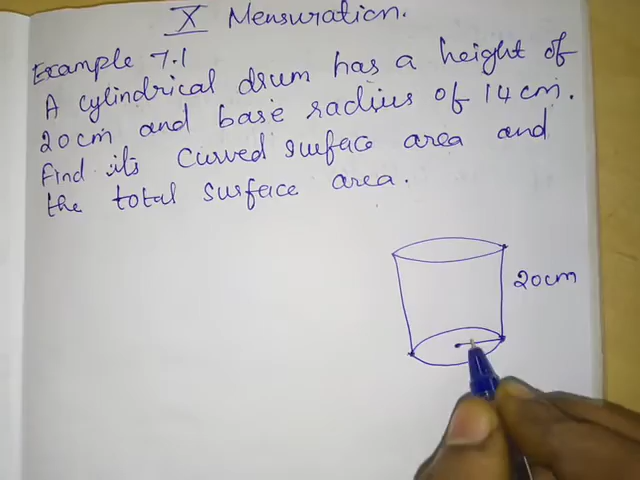 X Mensuration.
Example 7.1
A cylindrical drum has a height of
20cm and base radius of 14cm.
Find its curved surface area and
the total surface area.
20cm